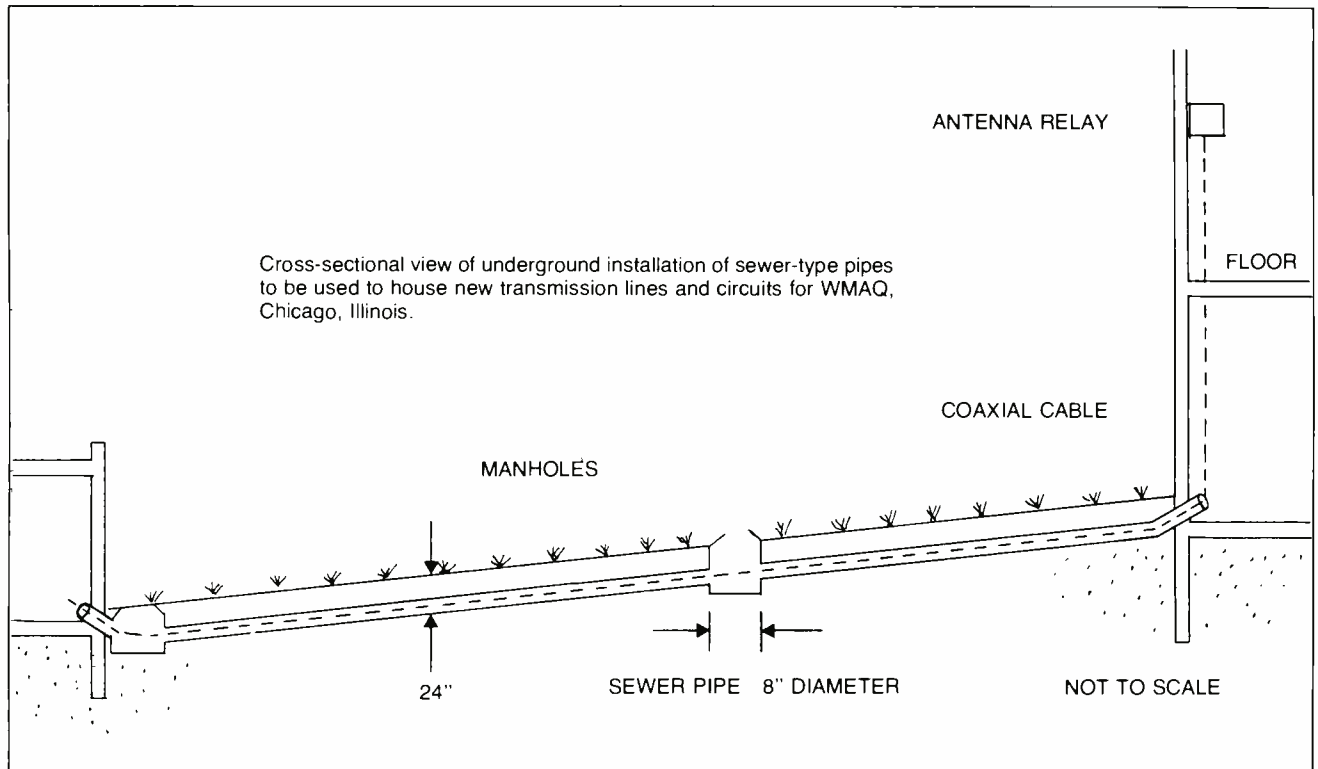 ANTENNA RELAY
FLOOR
Cross-sectional view of underground installation of sewer-type pipes
to be used to house new transmission lines and circuits for WMAQ,
Chicago, Illinois.
COAXIAL CABLE
MANHOLES
24"
SEWER PIPE 8" DIAMETER
NOT TO SCALE